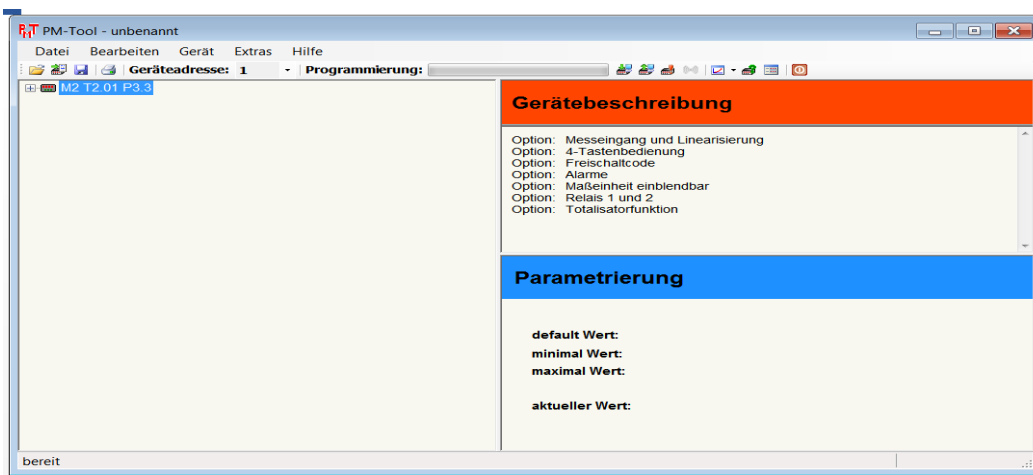 PM-Tool - unbenannt
Datei Bearbeiten Gerät Extras Hilfe
Geräteadresse: 1 Programmierung:
M2 T2.01 P3.3
Gerätebeschreibung
Option: Messeingang und Linearisierung
Option: 4-Tastenbedienung
Option: Freischaltcode
Option: Alarme
Option: Maßeinheit einblendbar
Option: Relais 1 und 2
Option: Totalisatorfunktion
Parametrierung
default Wert:
minimal Wert:
maximal Wert:
aktueller Wert:
bereit